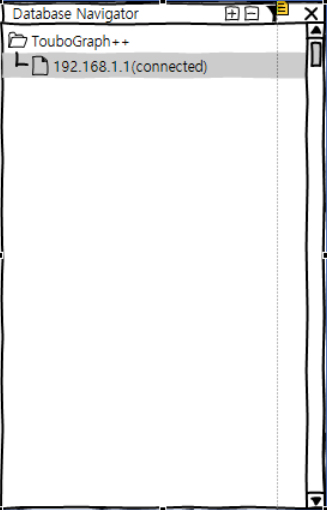 Database Navigator
TouboGraph++
192.168.1.1(connected)